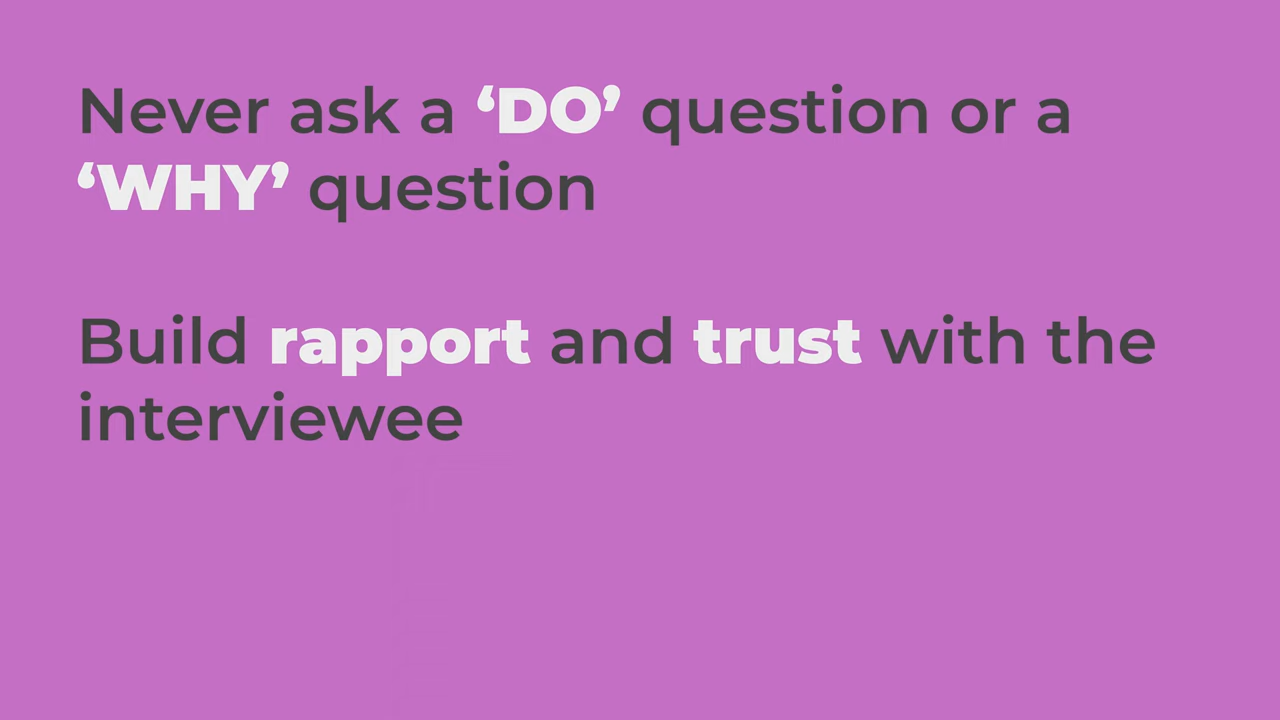 Never ask a ‘DO’ question or a
‘WHY’ question
Build rapport and trust with the
interviewee